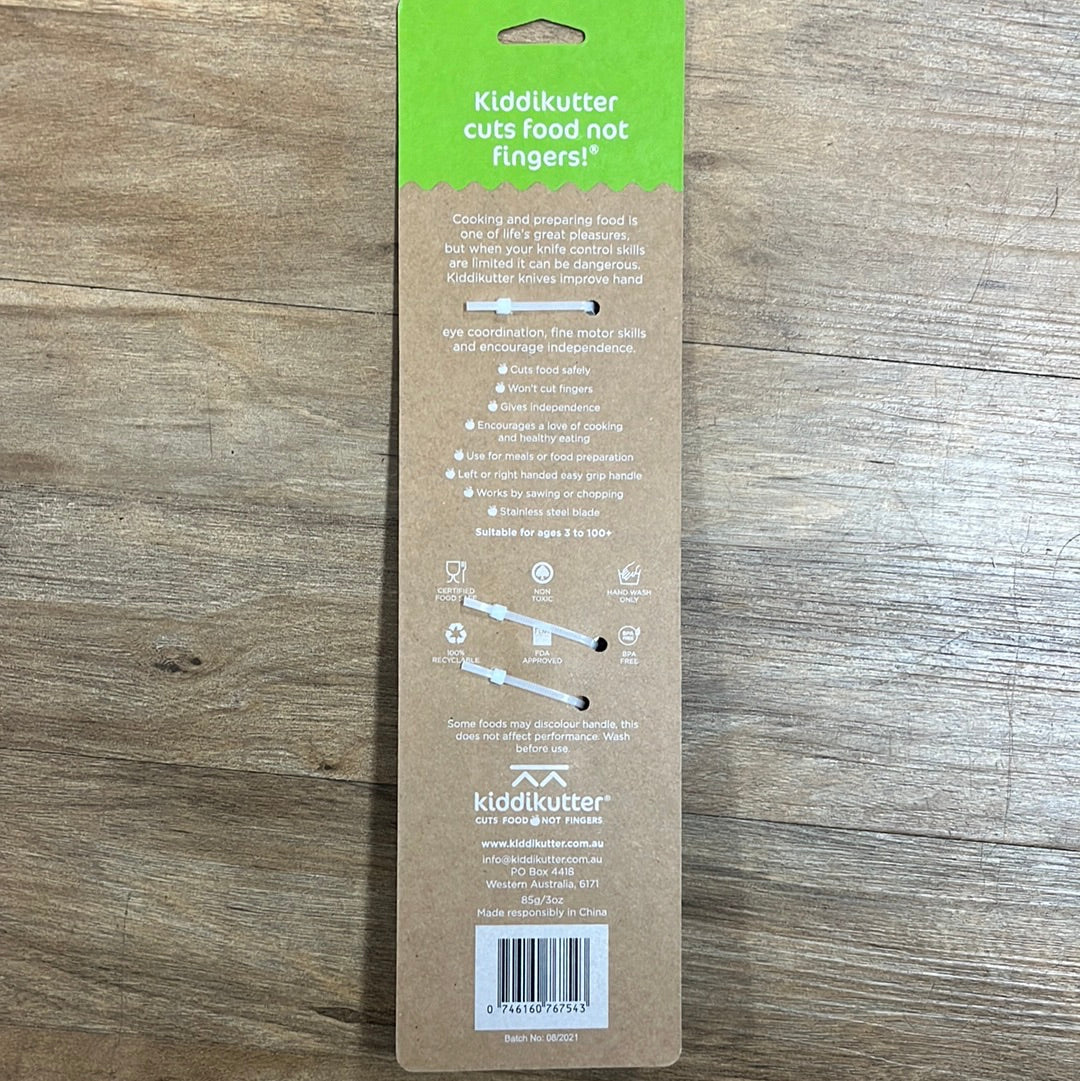 Kiddikutter
cuts food not
fingers!®
Cooking and preparing food is
one of life's great pleasures,
but when your knife control skills
are limited it can be dangerous.
Kiddikutter knives improve hand
eye coordination, fine motor skills
and encourage independence.
Cuts food safely
Won't cut fingers
Gives independence
Encourages a love of cooking
and healthy eating
Use for meals or food preparation
Left or right handed easy grip handle
Works by sawing or chopping
Stainless steel blade
Suitable for ages 3 to 100+
CERTIFIED
FOOD SAFE
NON
TOXIC
HAND WASH
ONLY
100%
RECYCLABLE
FDA
APPROVED
BPA
FREE
BPA
FREE
Some foods may discolour handle, this
does not affect performance. Wash
before use.
kiddikutter®
CUTS FOOD NOT FINGERS
www.kiddikutter.com.au
info@kiddikutter.com.au
PO Box 4418
Western Australia, 6171
85g/3oz
Made responsibly in China
0 746160 767543
Batch No: 08/2021